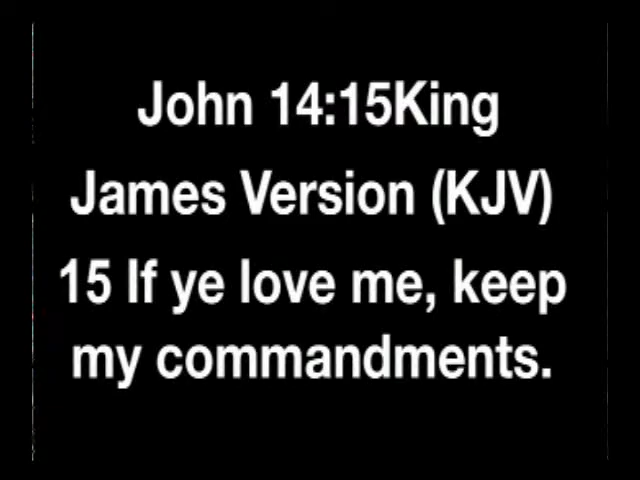 John 14:15King
James Version (KJV)
15 If ye love me, keep
my commandments.